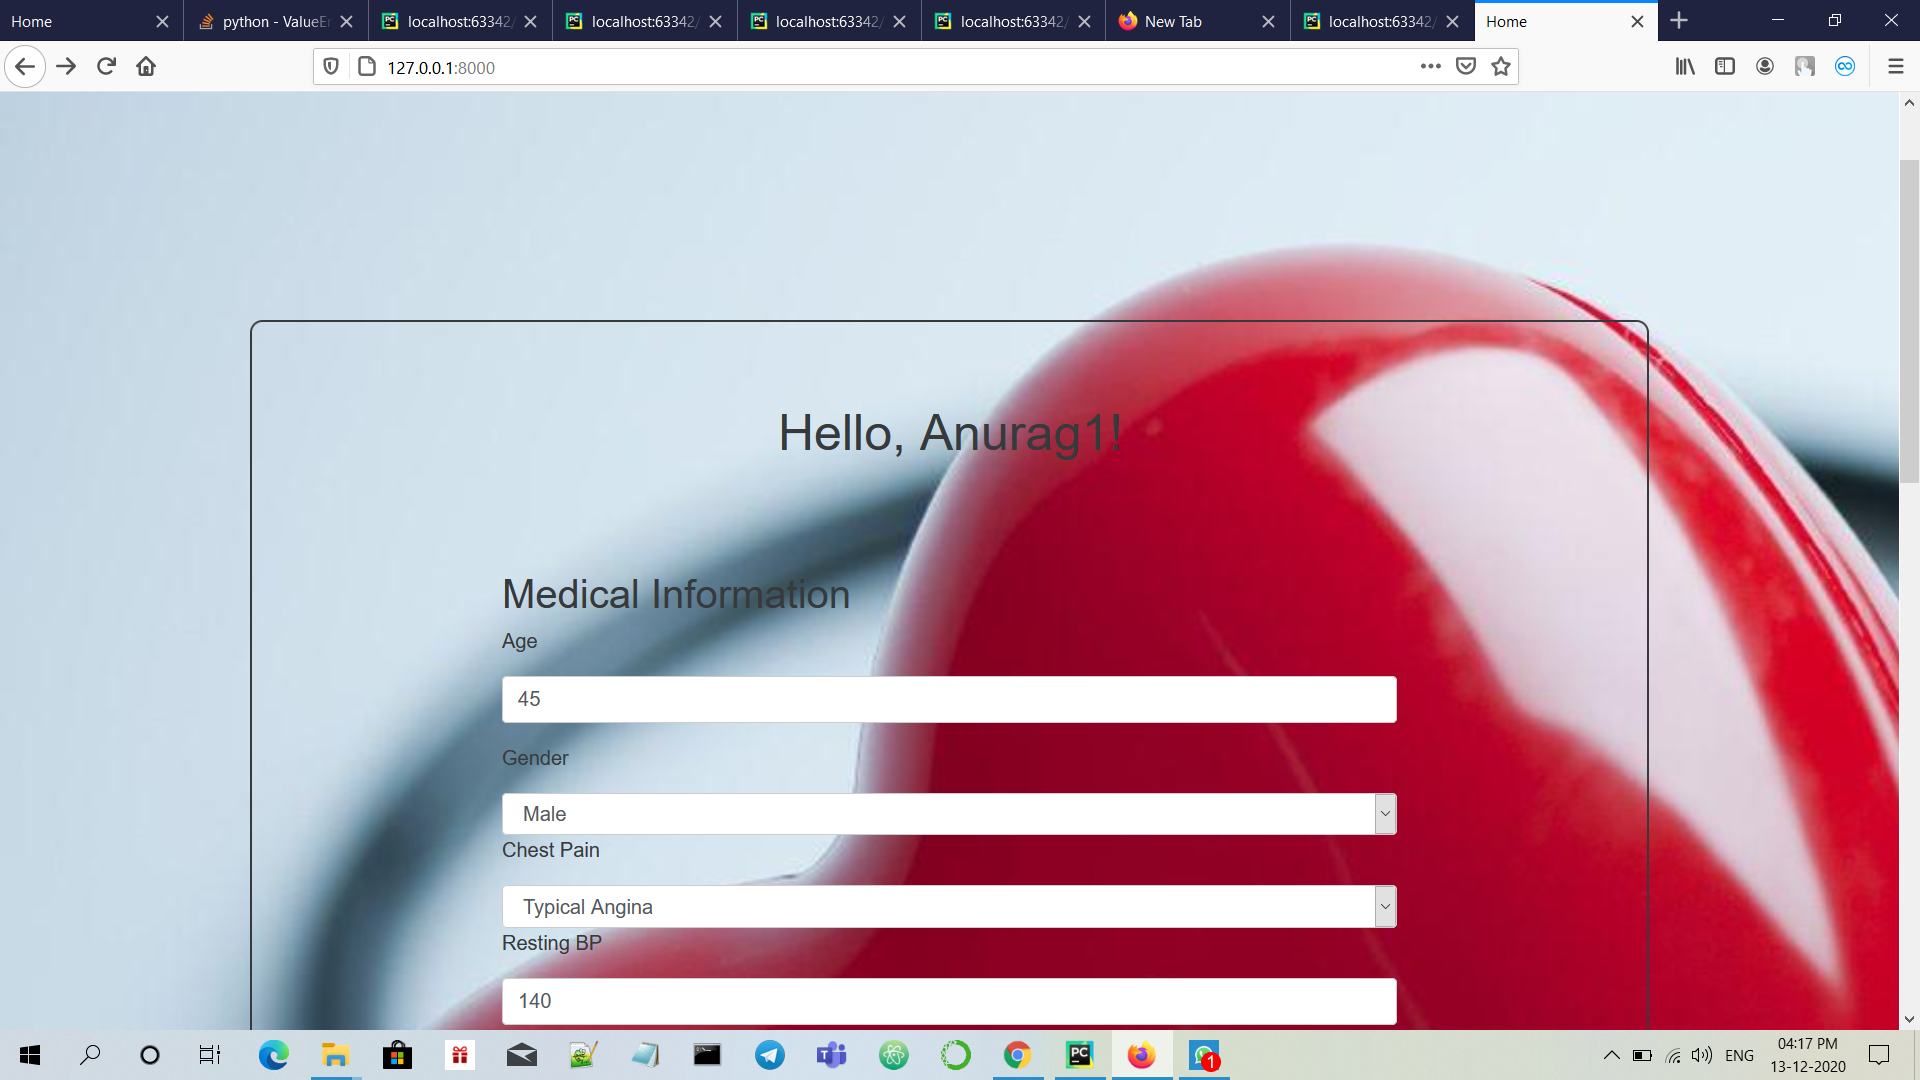 Home
python - ValueEr
localhost:63342/
localhost:63342/
localhost:63342/
localhost:63342/
New Tab
localhost:63342/
Home
127.0.0.1:8000
Hello, Anurag1!
Medical Information
Age
45
Gender
Male
Chest Pain
Typical Angina
Resting BP
140
ENG
04:17 PM
13-12-2020
1